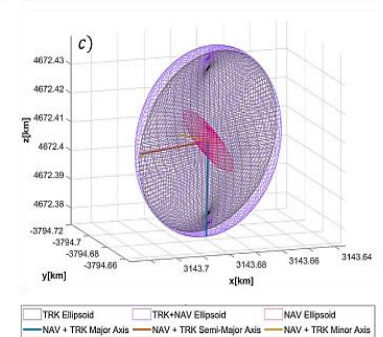 c)
4672.43
4672.42
4672.41
4672.4
4672.39
4672.38
z[km]
-3794.72
-3794.7
-3794.68
-3794.66
y[km]
3143.7
3143.68
3143.66
3143.64
x[km]
TRK Ellipsoid TRK+NAV Ellipsoid NAV Ellipsoid
NAV + TRK Major Axis NAV + TRK Semi-Major Axis NAV + TRK Minor Axis